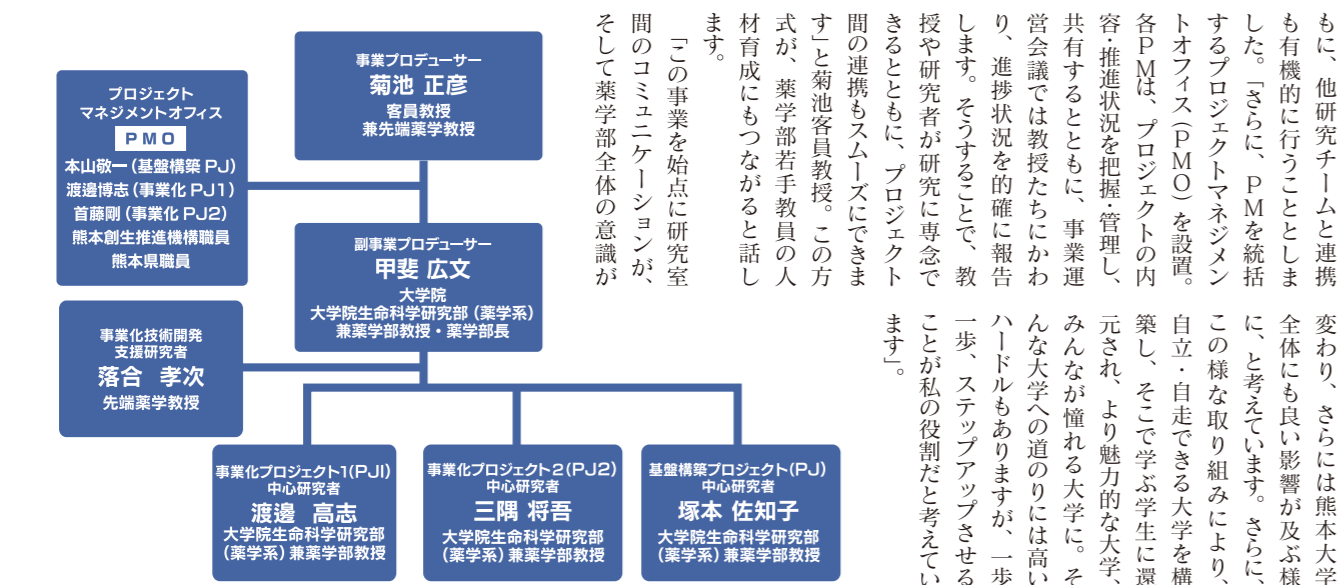 もに、他研究チームと連携
も有機的に行うこととしま
した。「さらに、PMを統括
するプロジェクトマネジメン
トオフィス(PMO)を設置。
各PMは、プロジェクトの内
容・推進状況を把握・管理し、
共有するとともに、事業運
営会議では教授たちにかわ
り、進捗状況を的確に報告
します。そうすることで、教
授や研究者が研究に専念で
きるとともに、プロジェクト
間の連携もスムーズにできま
す」と菊池客員教授。この方
式が、薬学部若手教員の人
材育成にもつながると話し
ます。
「この事業を始点に研究室
間のコミュニケーションが、
そして薬学部全体の意識が
変わり、さらには熊本大学
全体にも良い影響が及ぶ様
に、と考えています。さらに
この様な取り組みにより、
自立・自走できる大学を構
築し、そこで学ぶ学生に還
元され、より魅力的な大学、
みんなが憧れる大学に。そ
んな大学への道のりには高い
ハードルもありますが、一歩
一歩、ステップアップさせる
ことが私の役割だと考えてい
ます」。
事業プロデューサー
菊池 正彦
客員教授
兼先端薬学教授
プロジェクト
マネジメントオフィス
PMO
本山敬一(基盤構築 PJ)
渡邊博志(事業化 PJ1)
首藤剛(事業化 PJ2)
熊本創生推進機構職員
熊本県職員
副事業プロデューサー
甲斐 広文
大学院
大学院生命科学研究部(薬学系)
兼薬学部教授・薬学部長
事業化技術開発
支援研究者
落合 孝次
先端薬学教授
事業化プロジェクト1(PJ1)
中心研究者
渡邊 高志
大学院生命科学研究部
(薬学系)兼薬学部教授
事業化プロジェクト2(PJ2)
中心研究者
三隅 将吾
大学院生命科学研究部
(薬学系)兼薬学部教授
基盤構築プロジェクト(PJ)
中心研究者
塚本 佐知子
大学院生命科学研究部
(薬学系)兼薬学部教授